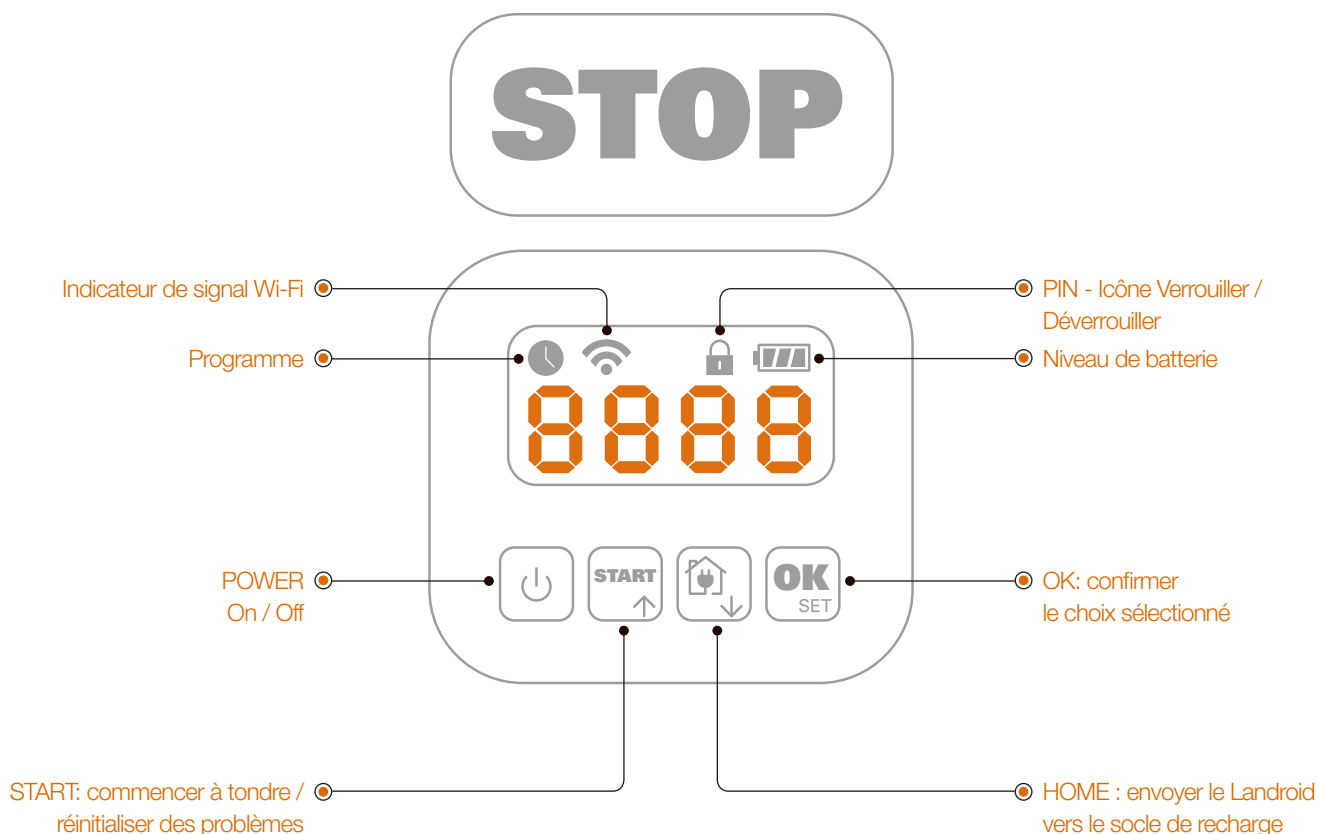 STOP
Indicateur de signal Wi-Fi
PIN - Icône Verrouiller /
Déverrouiller
Programme
Niveau de batterie
8888
POWER
On / Off
START
OK
SET
OK: confirmer
le choix sélectionné
START: commencer à tondre /
réinitialiser des problèmes
HOME : envoyer le Landroid
vers le socle de recharge